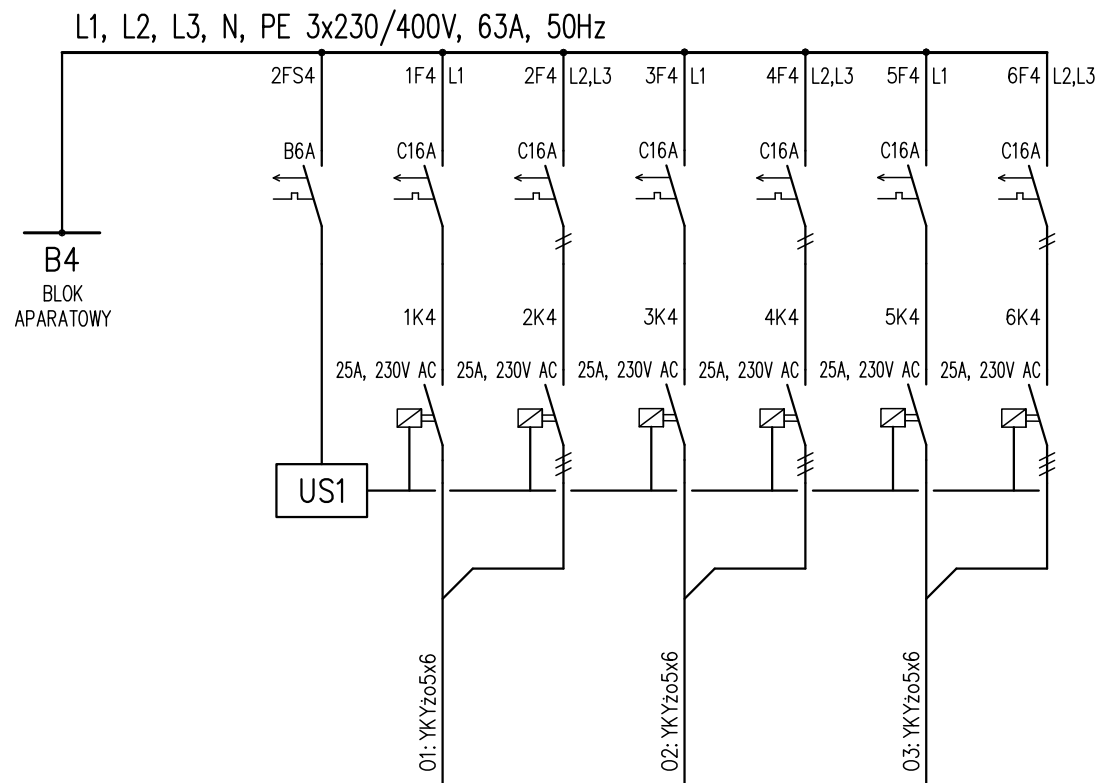 L1, L2, L3, N, PE 3x230/400V, 63A, 50Hz
2FS4 1F4 L1 2F4 L2,L3 3F4 L1 4F4 L2,L3 5F4 L1 6F4 L2,L3
B6A C16A C16A C16A C16A C16A C16A
B4
BLOK
APARATOWY
1K4 2K4 3K4 4K4 5K4 6K4
25A, 230V AC 25A, 230V AC 25A, 230V AC 25A, 230V AC 25A, 230V AC 25A, 230V AC
US1
01: YKYżo5x6
02: YKYżo5x6
03: YKYżo5x6